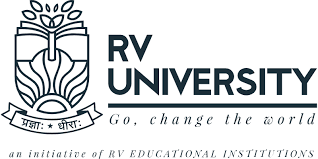 RV
UNIVERSITY
Go, change the world
प्रज्ञाः ★ धीराः
an initiative of RV EDUCATIONAL INSTITUTIONS